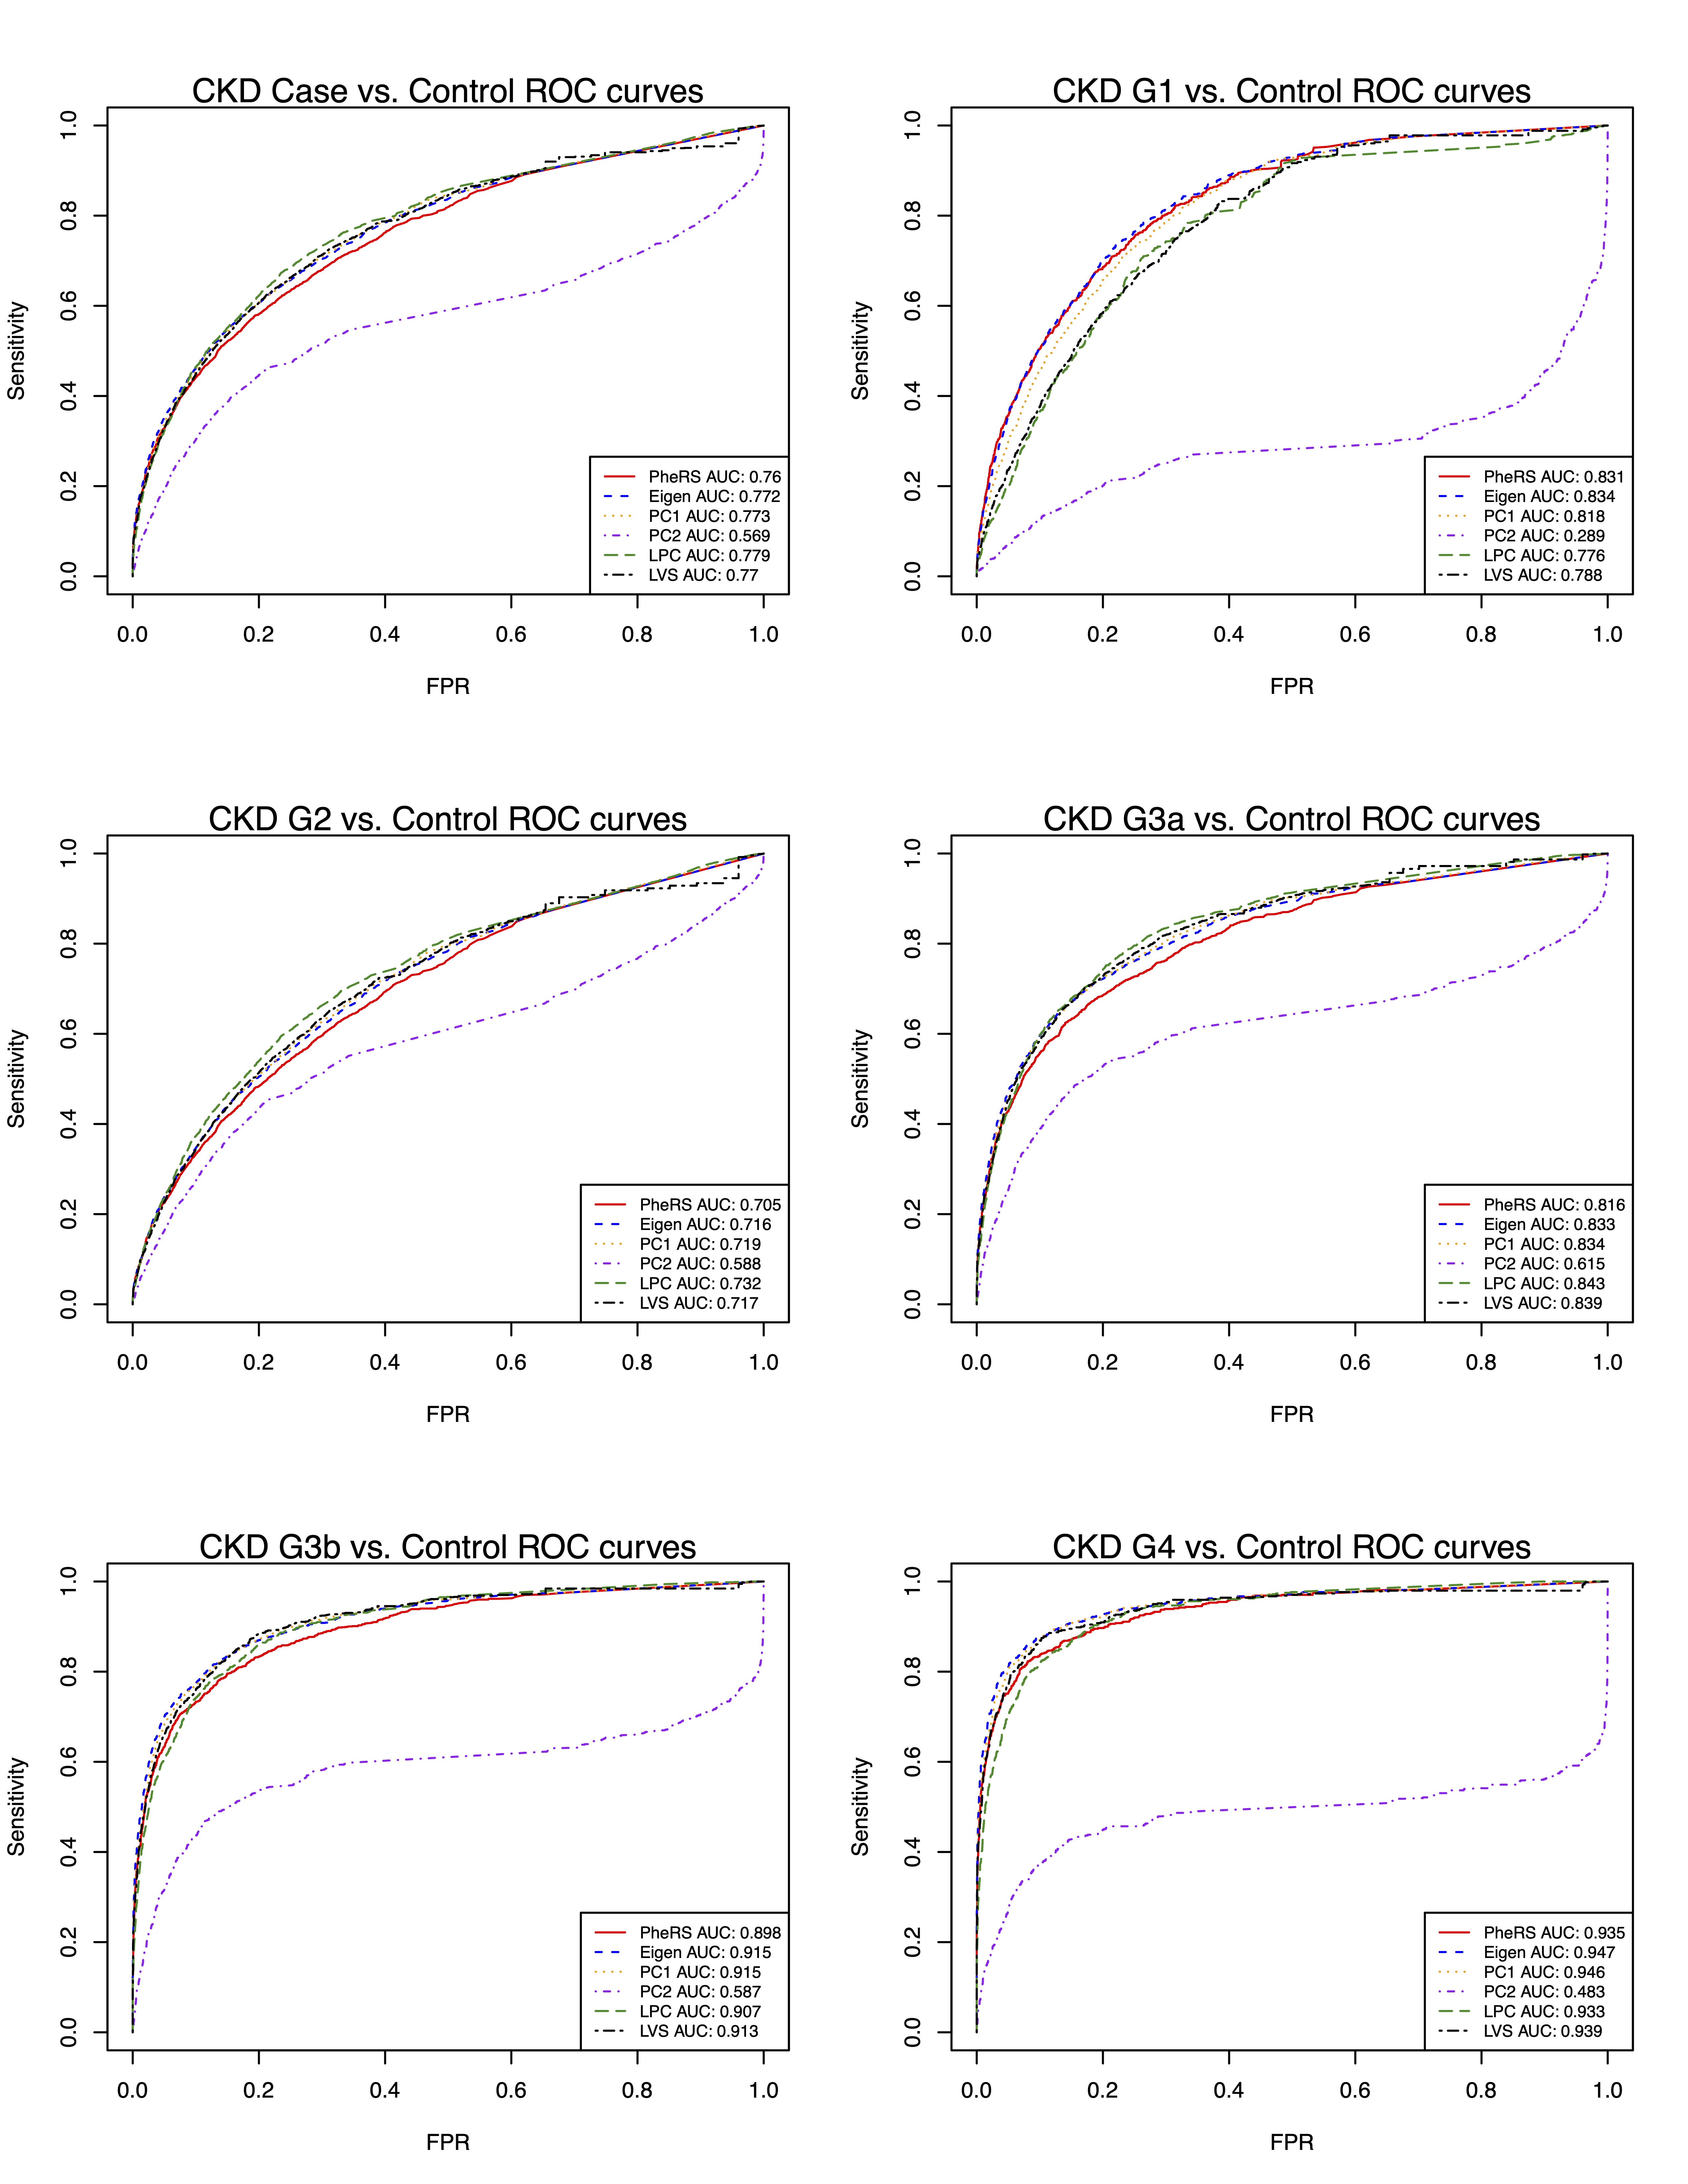 CKD Case vs. Control ROC curves
Sensitivity
0.0 0.2 0.4 0.6 0.8 1.0
PheRS AUC: 0.76
Eigen AUC: 0.772
PC1 AUC: 0.773
PC2 AUC: 0.569
LPC AUC: 0.779
LVS AUC: 0.77
0.0 0.2 0.4 0.6 0.8 1.0
FPR
CKD G1 vs. Control ROC curves
Sensitivity
0.0 0.2 0.4 0.6 0.8 1.0
PheRS AUC: 0.831
Eigen AUC: 0.834
PC1 AUC: 0.818
PC2 AUC: 0.289
LPC AUC: 0.776
LVS AUC: 0.788
0.0 0.2 0.4 0.6 0.8 1.0
FPR
CKD G2 vs. Control ROC curves
Sensitivity
0.0 0.2 0.4 0.6 0.8 1.0
PheRS AUC: 0.705
Eigen AUC: 0.716
PC1 AUC: 0.719
PC2 AUC: 0.588
LPC AUC: 0.732
LVS AUC: 0.717
0.0 0.2 0.4 0.6 0.8 1.0
FPR
CKD G3a vs. Control ROC curves
Sensitivity
0.0 0.2 0.4 0.6 0.8 1.0
PheRS AUC: 0.816
Eigen AUC: 0.833
PC1 AUC: 0.834
PC2 AUC: 0.615
LPC AUC: 0.843
LVS AUC: 0.839
0.0 0.2 0.4 0.6 0.8 1.0
FPR
CKD G3b vs. Control ROC curves
Sensitivity
0.0 0.2 0.4 0.6 0.8 1.0
PheRS AUC: 0.898
Eigen AUC: 0.915
PC1 AUC: 0.915
PC2 AUC: 0.587
LPC AUC: 0.907
LVS AUC: 0.913
0.0 0.2 0.4 0.6 0.8 1.0
FPR
CKD G4 vs. Control ROC curves
Sensitivity
0.0 0.2 0.4 0.6 0.8 1.0
PheRS AUC: 0.935
Eigen AUC: 0.947
PC1 AUC: 0.946
PC2 AUC: 0.483
LPC AUC: 0.933
LVS AUC: 0.939
0.0 0.2 0.4 0.6 0.8 1.0
FPR